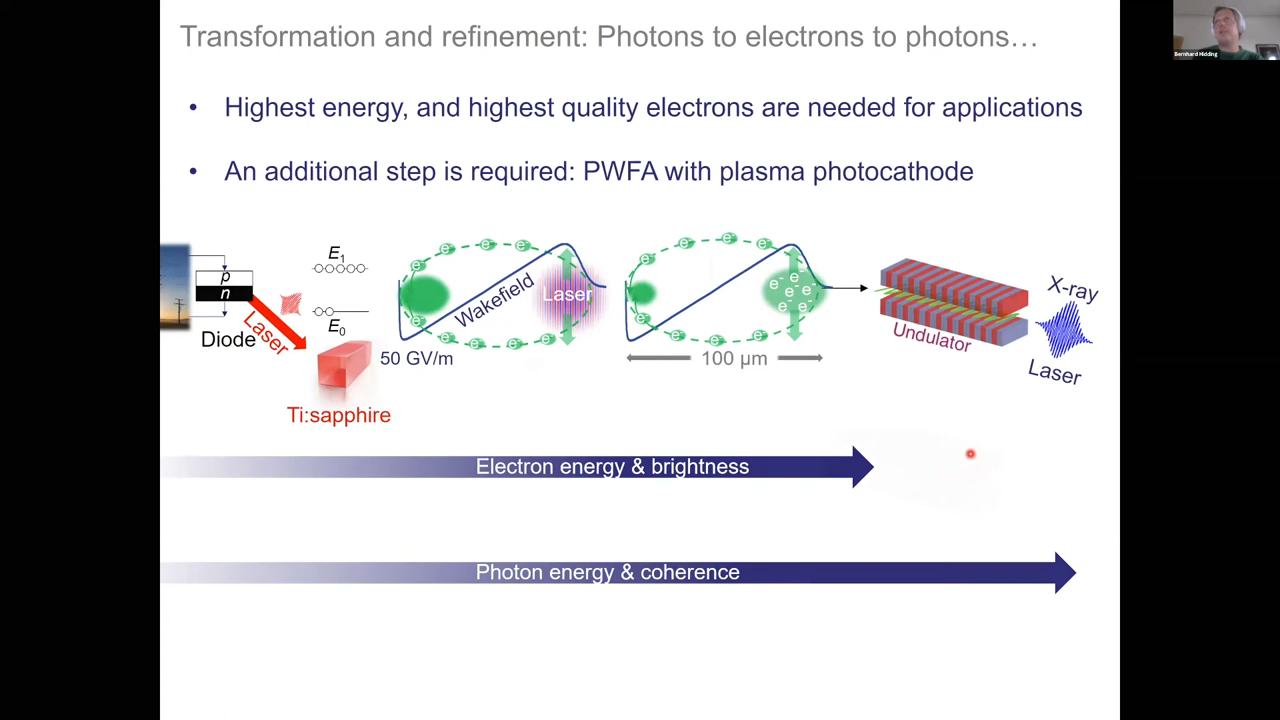 Transformation and refinement: Photons to electrons to photons…
Bernhard Hidding
• Highest energy, and highest quality electrons are needed for applications
• An additional step is required: PWFA with plasma photocathode
E1
p
n
E0
Diode
Laser
Ti:sapphire
e- e- e- e-
Wakefield
Laser
e- e- e- e- e-
50 GV/m
e- e- e- e-
e- e- e- e- e- e-
e- e- e- e-
100 µm
Undulator
X-ray
Laser
Electron energy & brightness
Photon energy & coherence